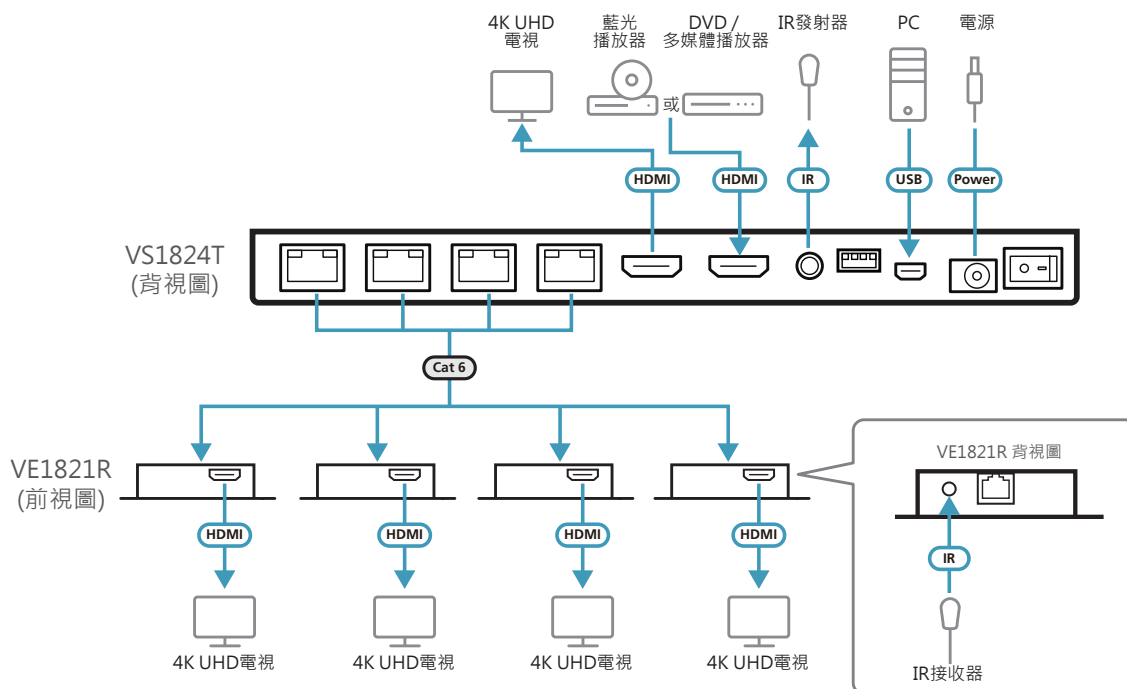 4K UHD
電視
藍光
播放器
或
DVD /
多媒體播放器
IR發射器
PC
電源
HDMI
HDMI
IR
USB
Power
VS1824T
(背視圖)
Cat 6
VE1821R
(前視圖)
HDMI
HDMI
HDMI
HDMI
4K UHD電視
4K UHD電視
4K UHD電視
4K UHD電視
VE1821R 背視圖
IR
IR接收器